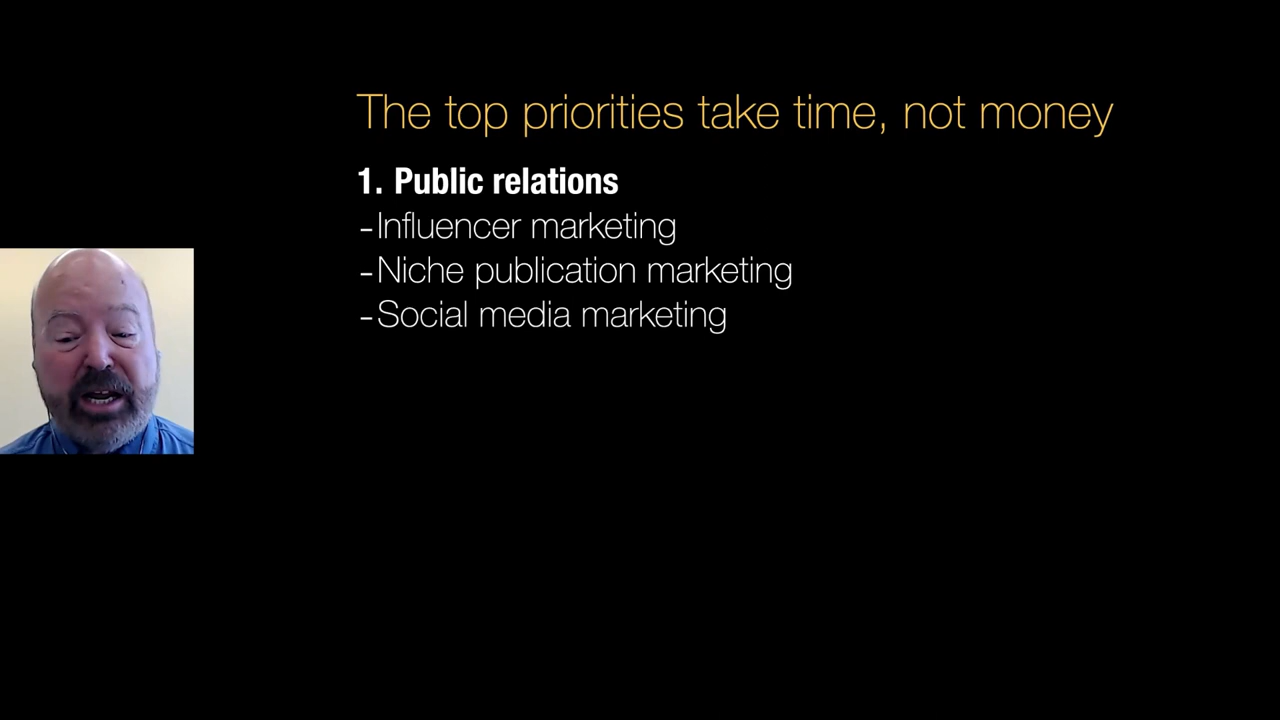 The top priorities take time, not money
1. Public relations
-Influencer marketing
-Niche publication marketing
-Social media marketing